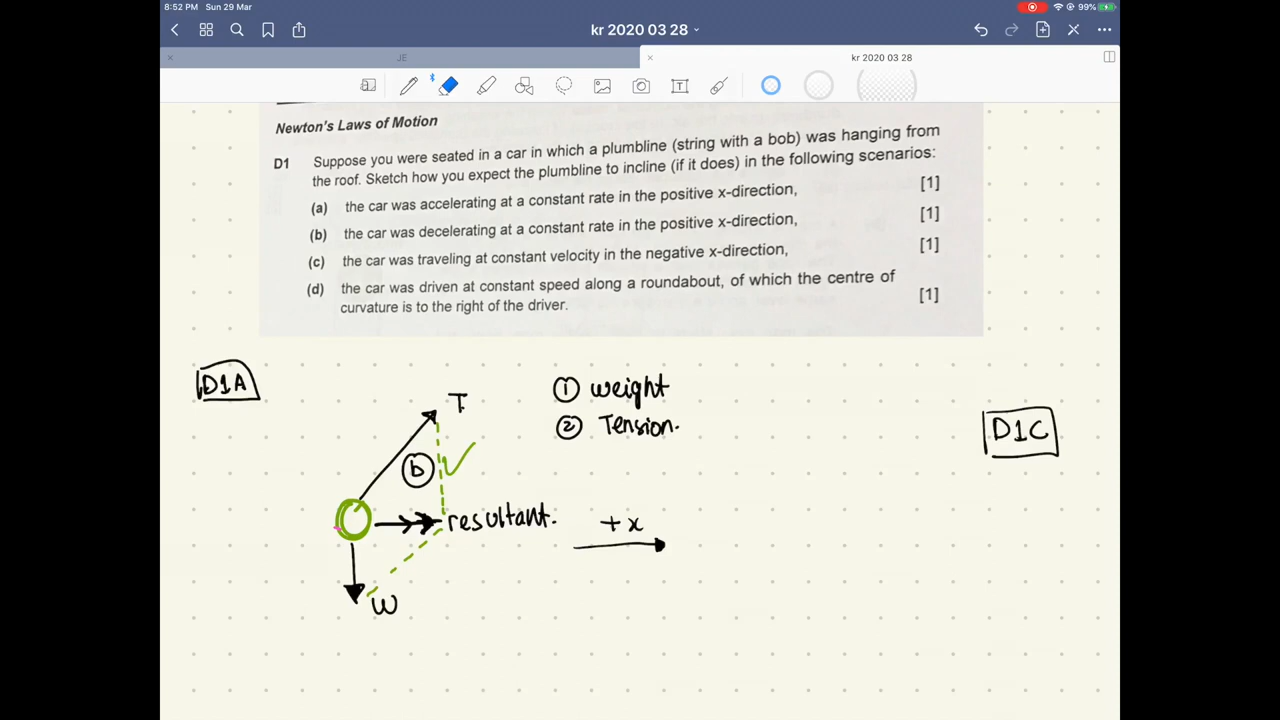 8:52 PM Sun 29 Mar
99%
kr 2020 03 28
JE
kr 2020 03 28
Newton's Laws of Motion
D1 Suppose you were seated in a car in which a plumbline (string with a bob) was hanging from
the roof. Sketch how you expect the plumbline to incline (if it does) in the following scenarios:
(a) the car was accelerating at a constant rate in the positive x-direction, [1]
(b) the car was decelerating at a constant rate in the positive x-direction, [1]
(c) the car was traveling at constant velocity in the negative x-direction, [1]
(d) the car was driven at constant speed along a roundabout, of which the centre of
curvature is to the right of the driver. [1]
D1A
T
① weight
② Tension.
D1C
b
resultant.
+x
W